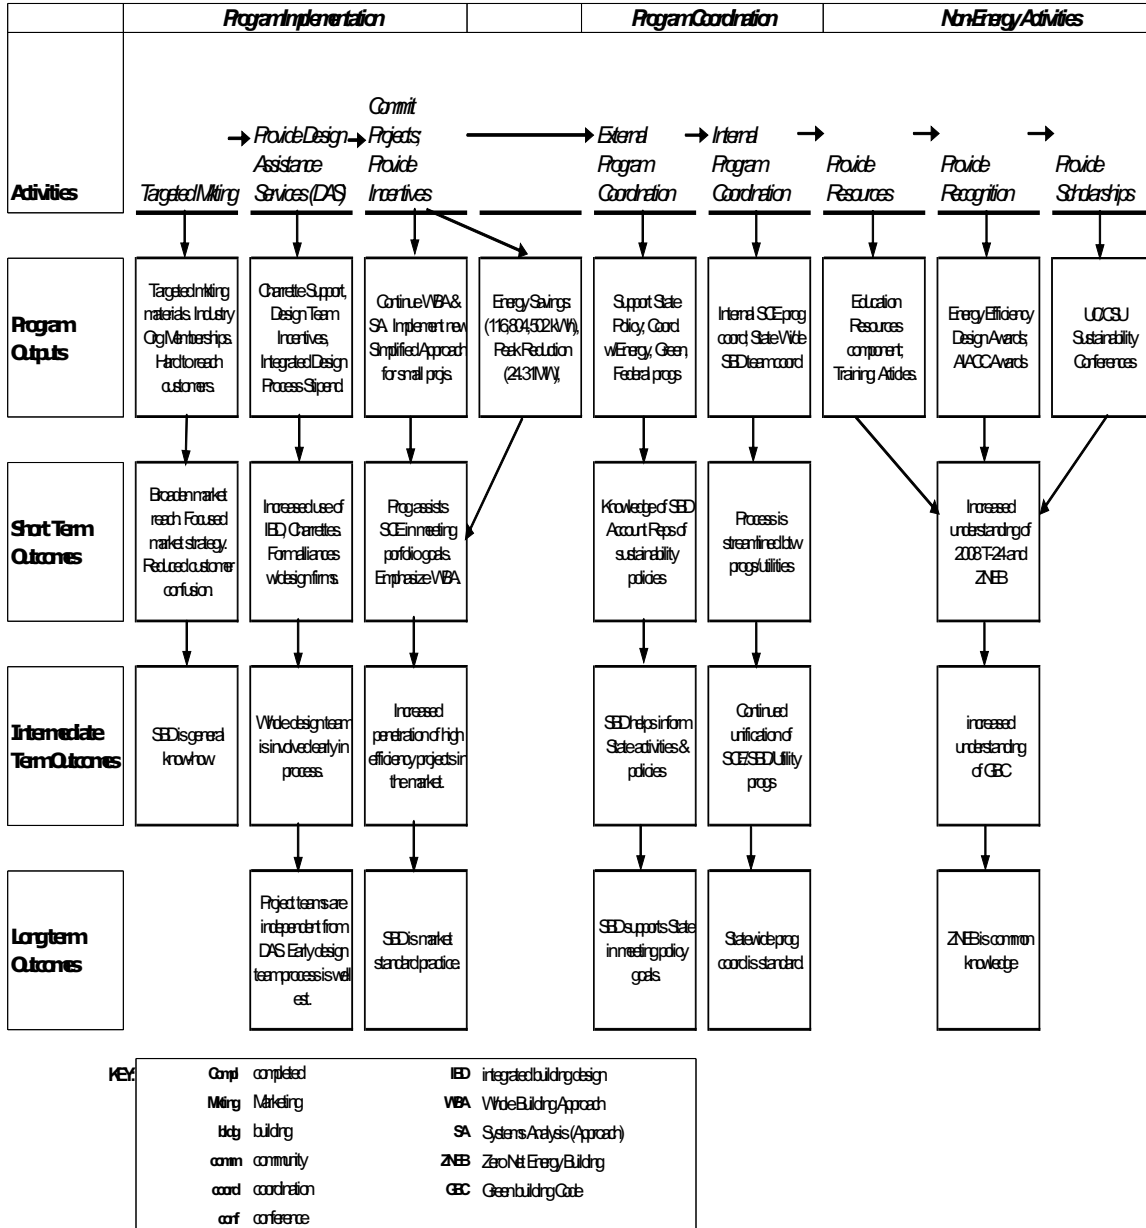 Program Implementation
Program Coordination
Non-Energy Activities
Activities
Targeted Mkting
Provide Design
Assistance
Services (DAS)
Commit
Projects;
Provide
Incentives
External
Program
Coordination
Internal
Program
Coordination
Provide
Resources
Provide
Recognition
Provide
Scholarships
Program
Outputs
Targeted mkting
materials. Industry
Org Memberships.
Hard to reach
customers.
Charrette Support,
Design Team
Incentives,
Integrated Design
Process Stipend
Continue WBA &
SA. Implement new
Simplified Approach
for small projs.
Energy Savings:
(116,804,502 kWh),
Peak Reduction
(24.31 MW),
Support State
Policy, Coord.
w/Energy, Green,
Federal progs
Internal SCE prog
coord; State Wide
SBD team coord
Education
Resources
component;
Training; Articles.
Energy Efficiency
Design Awards;
AIACC Awards
UC/CSU
Sustainability
Conferences
Short Term
Outcomes
Broaden market
reach. Focused
market strategy.
Reduced customer
confusion.
Increased use of
IBD, Charrettes.
Form alliances
w/design firms.
Prog assists
SCE in meeting
portfolio goals.
Emphasize WBA.
Knowledge of SBD
Account Reps of
sustainability
policies
Process is
streamlined btw
progs/utilities
Increased
understanding of
2008 T-24 and
ZNEB
Intermediate
Term Outcomes
SBD is general
know how
Whole design team
is involved early in
process.
Increased
penetration of high
efficiency projects in
the market.
SBD helps inform
State activities &
policies
Continued
unification of
SCE/SBD/Utility
progs
increased
understanding
of GBC
Long term
Outcomes
Project teams are
independent from
DAS. Early design
team process is well
est.
SBD is market
standard practice.
SBD supports State
in meeting policy
goals.
Statewide prog
coord is standard.
ZNEB is common
knowledge
KEY:
Compl completed
Mkting Marketing
bldg building
comm community
coord coordination
conf conference
IBD integrated building design
WBA Whole Building Approach
SA Systems Analysis (Approach)
ZNEB Zero Net Energy Building
GBC Green building Code